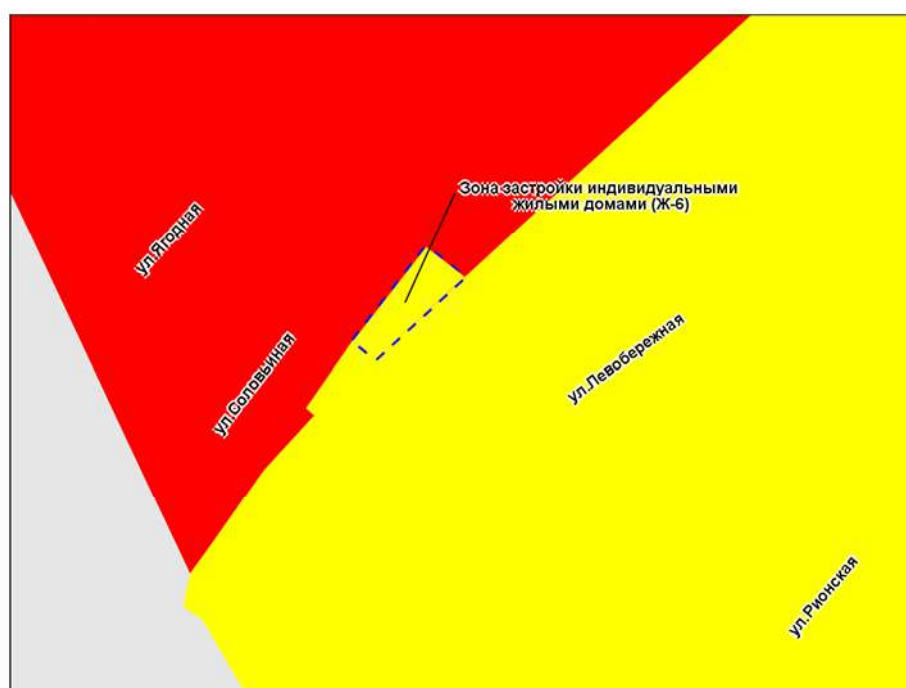 Зона застройки индивидуальными
жилыми домами (Ж-6)
ул.Ягодная
ул.Соловьиная
ул.Левобережная
ул.Рионская